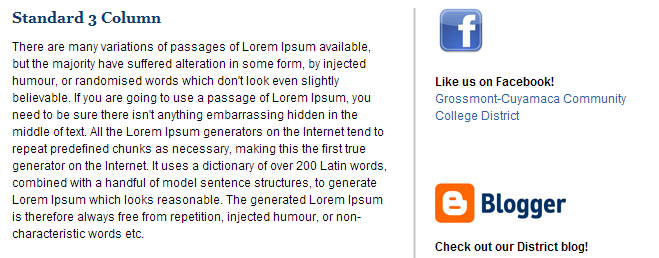 Standard 3 Column
There are many variations of passages of Lorem Ipsum available,
but the majority have suffered alteration in some form, by injected
humour, or randomised words which don't look even slightly
believable. If you are going to use a passage of Lorem Ipsum, you
need to be sure there isn't anything embarrassing hidden in the
middle of text. All the Lorem Ipsum generators on the Internet tend to
repeat predefined chunks as necessary, making this the first true
generator on the Internet. It uses a dictionary of over 200 Latin words,
combined with a handful of model sentence structures, to generate
Lorem Ipsum which looks reasonable. The generated Lorem Ipsum
is therefore always free from repetition, injected humour, or non-
characteristic words etc.
f
Like us on Facebook!
Grossmont-Cuyamaca Community
College District
B Blogger
Check out our District blog!